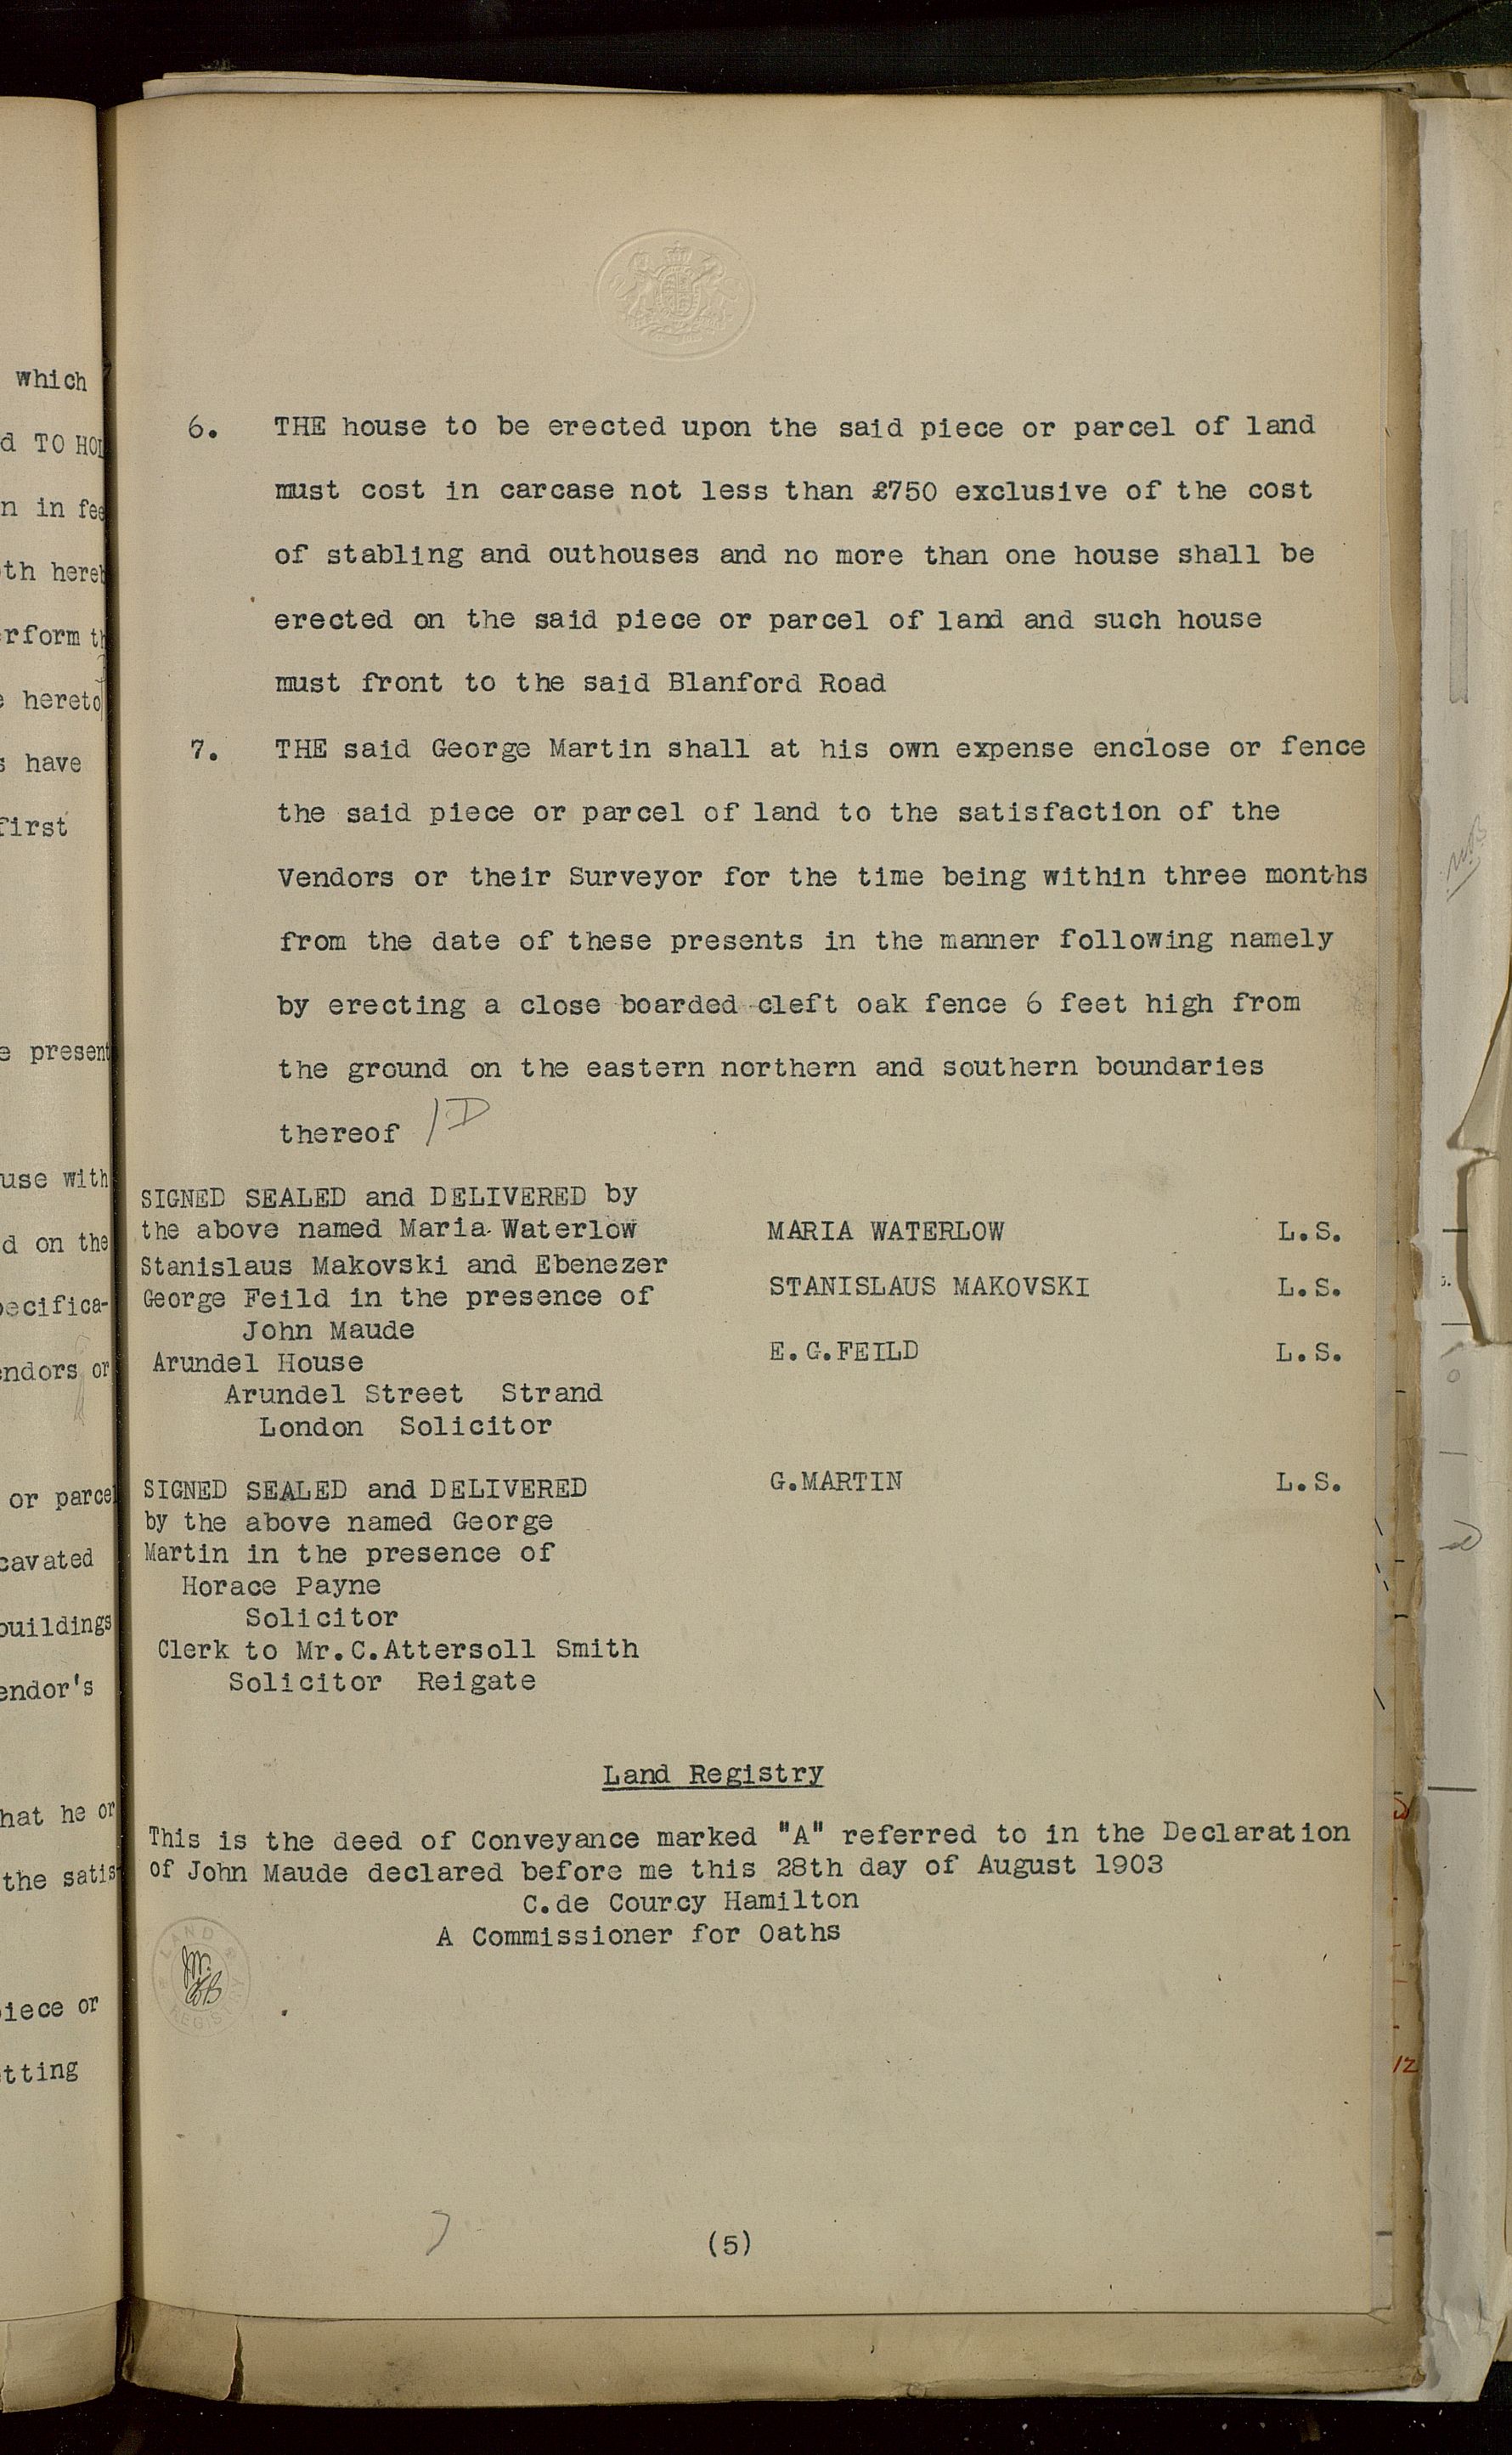 which
d TO HOL
n in fee
oth hereb
rform th
e hereto
s have
first
e present
use with
d on the
pecifica-
endors or
or parcel
cavated
buildings
endor's
hat he or
the satis
piece or
etting
6. THE house to be erected upon the said piece or parcel of land
must cost in carcase not less than £750 exclusive of the cost
of stabling and outhouses and no more than one house shall be
erected on the said piece or parcel of land and such house
must front to the said Blanford Road
7. THE said George Martin shall at his own expense enclose or fence
the said piece or parcel of land to the satisfaction of the
Vendors or their Surveyor for the time being within three months
from the date of these presents in the manner following namely
by erecting a close boarded cleft oak fence 6 feet high from
the ground on the eastern northern and southern boundaries
thereof
SIGNED SEALED and DELIVERED by
the above named Maria Waterlow MARIA WATERLOW L.S.
Stanislaus Makovski and Ebenezer
George Feild in the presence of STANISLAUS MAKOVSKI L.S.
John Maude
Arundel House E.G.FEILD L.S.
Arundel Street Strand
London Solicitor
SIGNED SEALED and DELIVERED G.MARTIN L.S.
by the above named George
Martin in the presence of
Horace Payne
Solicitor
Clerk to Mr.C.Attersoll Smith
Solicitor Reigate
Land Registry
This is the deed of Conveyance marked "A" referred to in the Declaration
of John Maude declared before me this 28th day of August 1903
C.de Courcy Hamilton
A Commissioner for Oaths
LAND REGISTRY
(5)
12